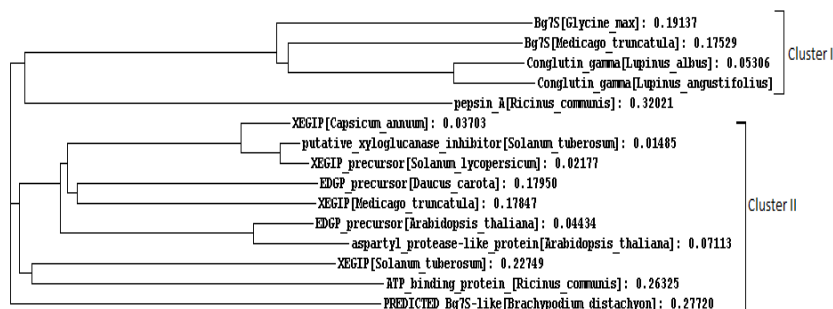 Bg7S[Glycine_max]: 0.19137
Bg7S[Medicago_truncatula]: 0.17529
Cluster I
Conglutin_gamma[Lupinus_albus]: 0.05306
Conglutin_gamma[Lupinus_angustifolius]
pepsin_A[Ricinus_communis]: 0.32021
XEGIP[Capsicum_annuum]: 0.03703
putative_xyloglucanase_inhibitor[Solanum_tuberosum]: 0.01485
XEGIP_precursor[Solanum_lycopersicum]: 0.02177
EDGP_precursor[Daucus_carota]: 0.17950
XEGIP[Medicago_truncatula]: 0.17847
Cluster II
EDGP_precursor[Arabidopsis_thaliana]: 0.04434
aspartyl_protease-like_protein[Arabidopsis_thaliana]: 0.07113
XEGIP[Solanum_tuberosum]: 0.22749
ATP_binding_protein_[Ricinus_communis]: 0.26325
PREDICTED_Bg7S-like[Brachypodium_distachyon]: 0.27720